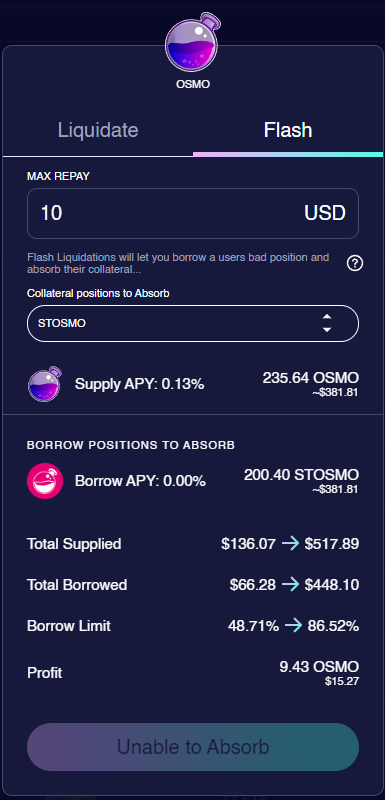 OSMO
Liquidate Flash
MAX REPAY
10 USD
Flash Liquidations will let you borrow a users bad position and
absorb their collateral...
?
Collateral positions to Absorb
STOSMO
Supply APY: 0.13% 235.64 OSMO
~$381.81
BORROW POSITIONS TO ABSORB
Borrow APY: 0.00% 200.40 STOSMO
~$381.81
Total Supplied $136.07 → $517.89
Total Borrowed $66.28 → $448.10
Borrow Limit 48.71% → 86.52%
Profit 9.43 OSMO
$15.27
Unable to Absorb